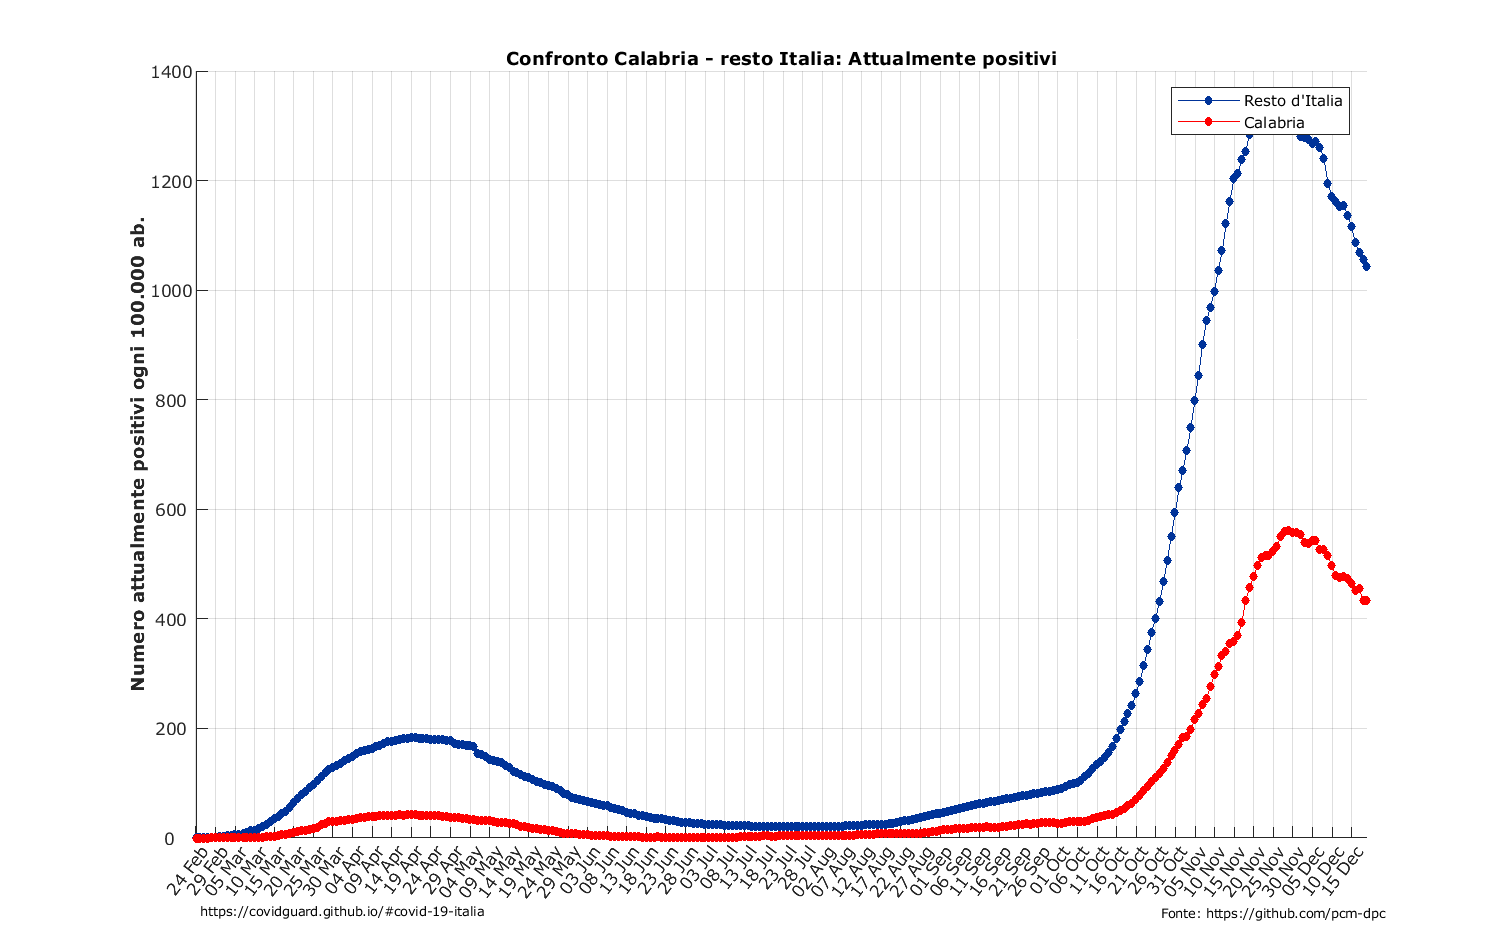 Confronto Calabria - resto Italia: Attualmente positivi
Numero attualmente positivi ogni 100.000 ab.
1400
1200
1000
800
600
400
200
0
Resto d'Italia
Calabria
24 Feb
29 Feb
05 Mar
10 Mar
15 Mar
20 Mar
25 Mar
30 Mar
04 Apr
09 Apr
14 Apr
19 Apr
24 Apr
29 Apr
04 May
09 May
14 May
19 May
24 May
29 May
03 Jun
08 Jun
13 Jun
18 Jun
23 Jun
28 Jun
03 Jul
08 Jul
13 Jul
18 Jul
23 Jul
28 Jul
02 Aug
07 Aug
12 Aug
17 Aug
22 Aug
27 Aug
01 Sep
06 Sep
11 Sep
16 Sep
21 Sep
26 Sep
01 Oct
06 Oct
11 Oct
16 Oct
21 Oct
26 Oct
31 Oct
05 Nov
10 Nov
15 Nov
20 Nov
25 Nov
30 Nov
05 Dec
10 Dec
15 Dec
https://covidguard.github.io/#covid-19-italia
Fonte: https://github.com/pcm-dpc